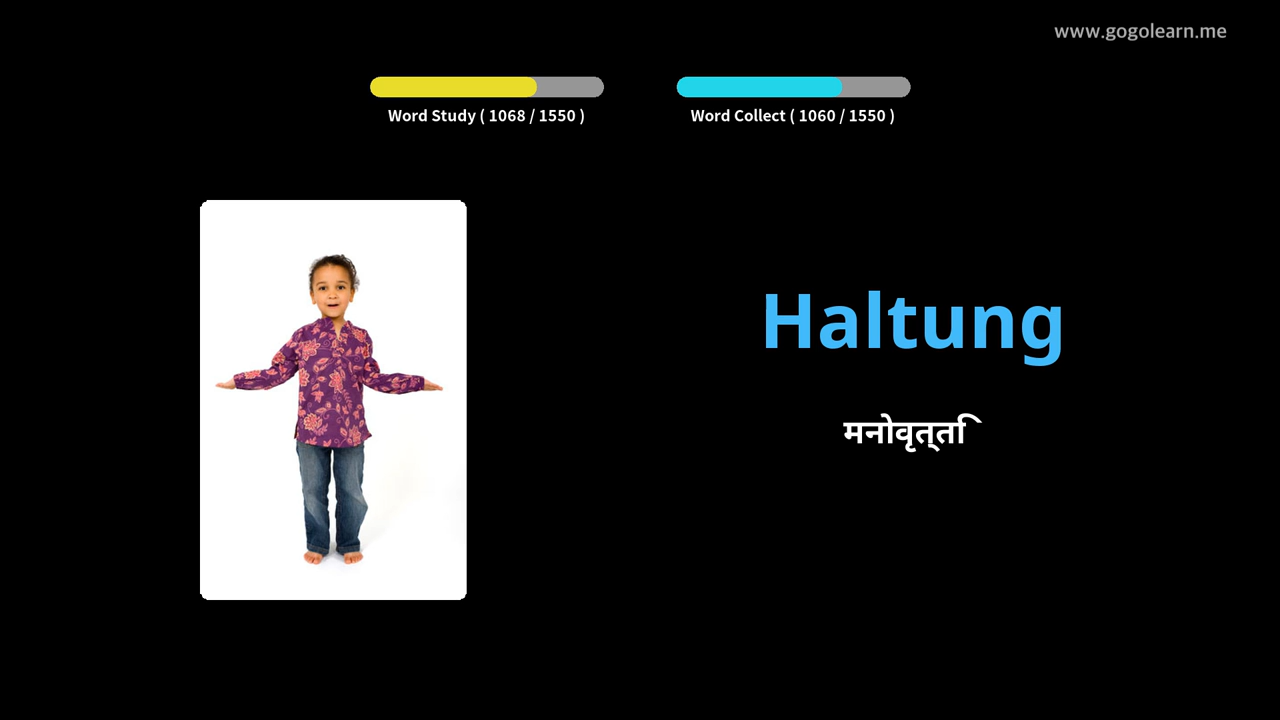 www.gogolearn.me
Word Study ( 1068 / 1550 )
Word Collect ( 1060 / 1550 )
Haltung
मनोवृत्ति